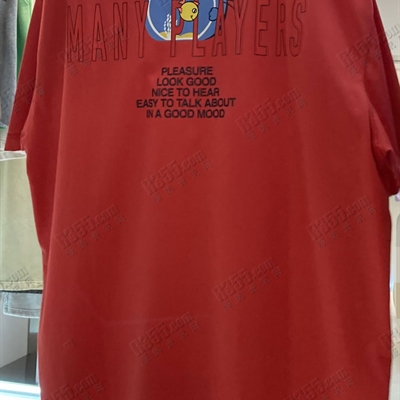 MANY PLAYERS
PLEASURE
LOOK GOOD
NICE TO HEAR
EASY TO TALK ABOUT
IN A GOOD MOOD